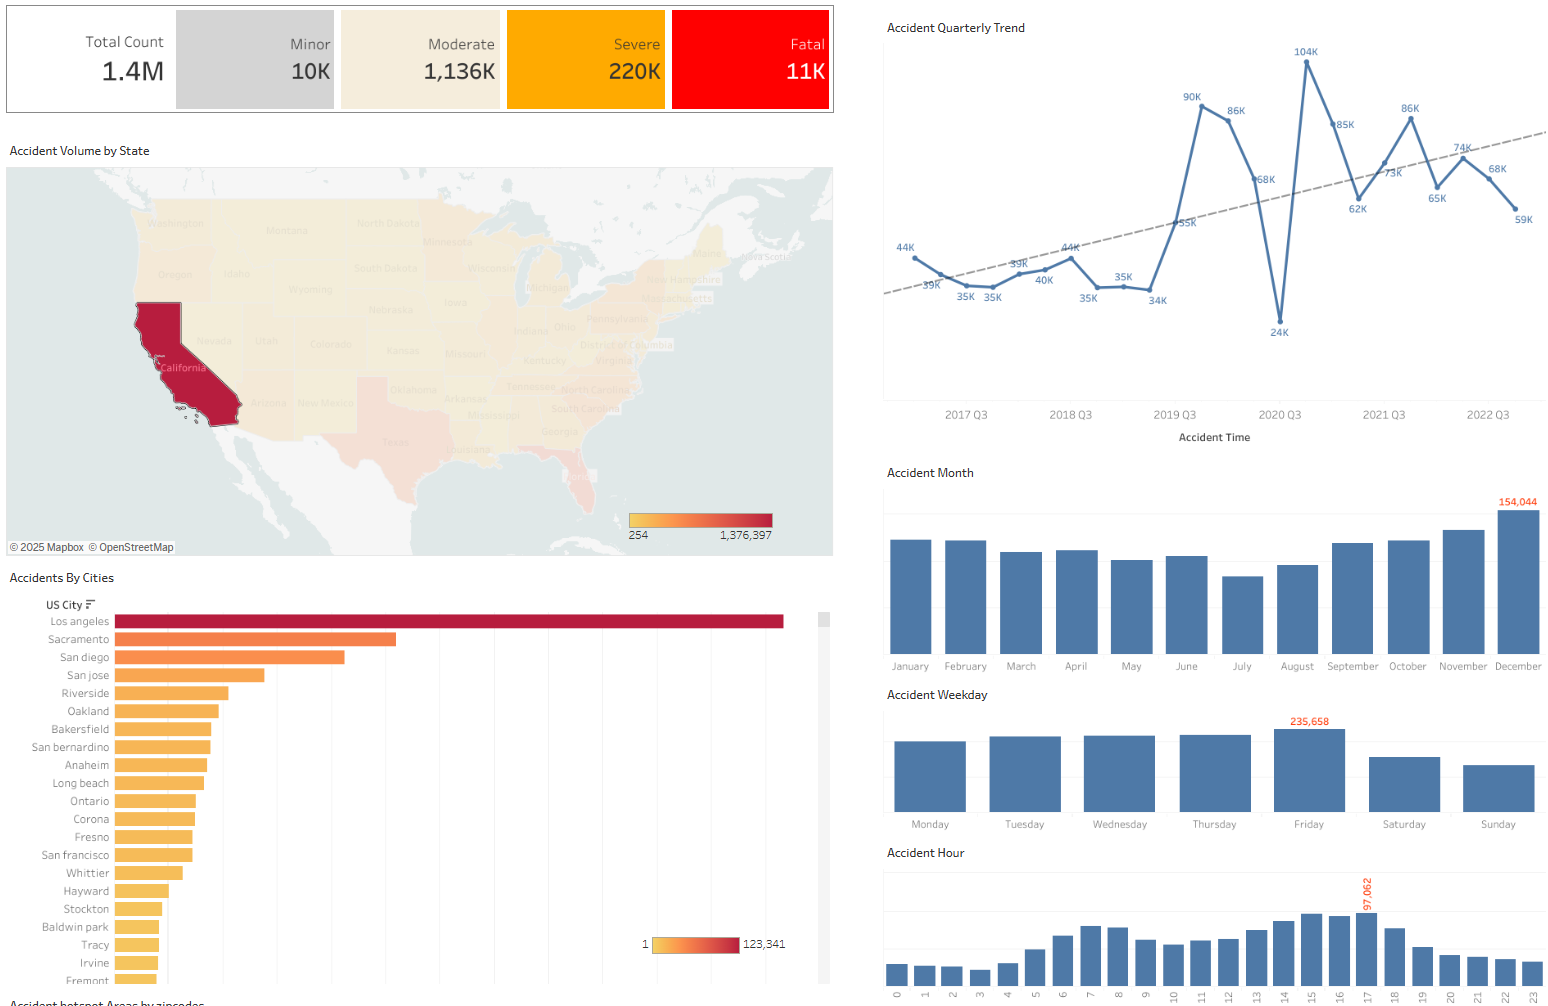 Total Count
1.4M
Minor
10K
Moderate
1,136K
Severe
220K
Fatal
11K
Accident Volume by State
Washington
Montana
North Dakota
Minnesota
Maine
Nova Scotia
Oregon
Idaho
South Dakota
Wisconsin
Michigan
New Hampshire
Massachusetts
Wyoming
Iowa
Nebraska
Pennsylvania
Indiana
Ohio
Nevada
Utah
Colorado
District of Columbia
Kansas
Missouri
Kentucky
Virginia
California
Tennessee
North Carolina
Oklahoma
Arkansas
Arizona
New Mexico
South Carolina
Mississippi
Georgia
Texas
Louisiana
254
1,376,397
© 2025 Mapbox © OpenStreetMap
Accidents By Cities
US City
Los angeles
Sacramento
San diego
San jose
Riverside
Oakland
Bakersfield
San bernardino
Anaheim
Long beach
Ontario
Corona
Fresno
San francisco
Whittier
Hayward
Stockton
Baldwin park
Tracy
Irvine
Fremont
1
123,341
Accident hotspot Areas by zipcodes
Accident Quarterly Trend
44K
39K
35K
35K
39K
40K
44K
35K
35K
34K
55K
90K
86K
68K
24K
104K
85K
62K
73K
86K
65K
74K
68K
59K
2017 Q3
2018 Q3
2019 Q3
2020 Q3
2021 Q3
2022 Q3
Accident Time
Accident Month
154,044
January
February
March
April
May
June
July
August
September
October
November
December
Accident Weekday
235,658
Monday
Tuesday
Wednesday
Thursday
Friday
Saturday
Sunday
Accident Hour
97,062
0
1
2
3
4
5
6
7
8
9
10
11
12
13
14
15
16
17
18
19
20
21
22
23